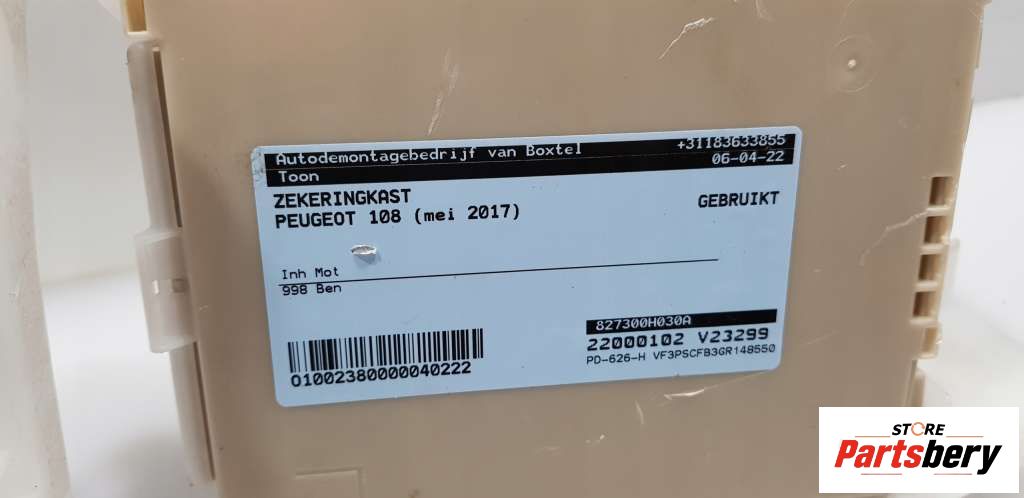 Autodemontagebedrijf van Boxtel +31183633855
Toon 06-04-22
ZEKERINGKAST GEBRUIKT
PEUGEOT 108 (mei 2017)
Inh Mot
998 Ben
827300H030A
22000102 V23299
PD-626-H VF3PSCFB3GR148550
01002380000040222
STORE
Partsbery